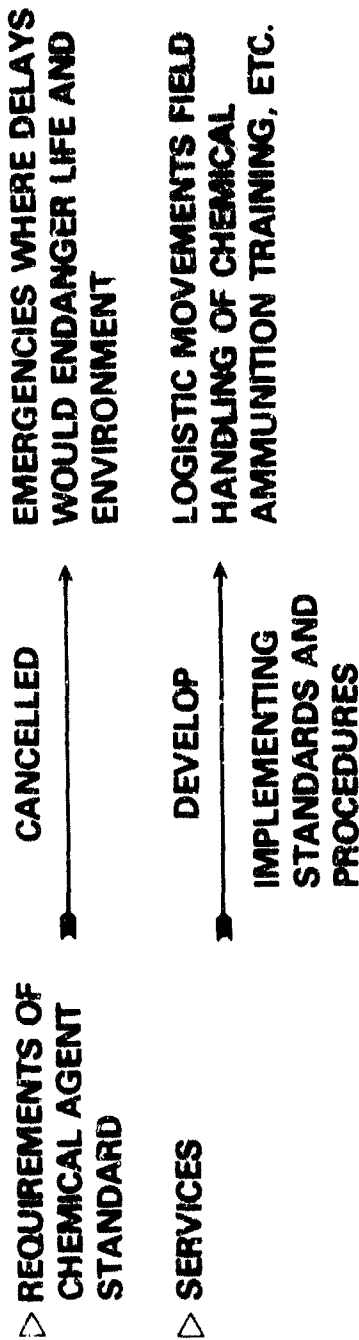 ▷ REQUIREMENTS OF
CHEMICAL AGENT
STANDARD
CANCELLED
EMERGENCIES WHERE DELAYS
WOULD ENDANGER LIFE AND
ENVIRONMENT
▷ SERVICES
DEVELOP
IMPLEMENTING
STANDARDS AND
PROCEDURES
LOGISTIC MOVEMENTS FIELD
HANDLING OF CHEMICAL
AMMUNITION TRAINING, ETC.